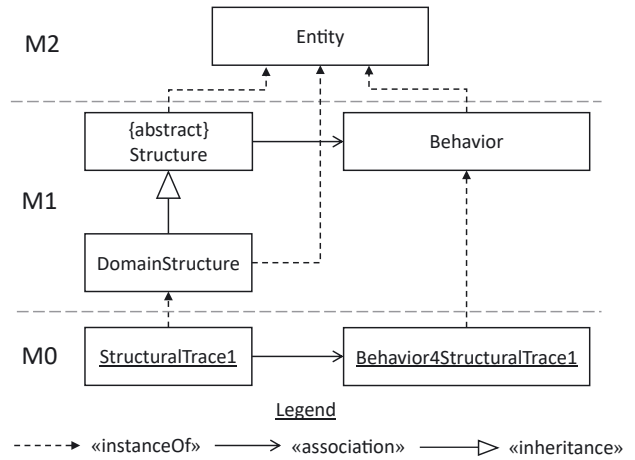 M2
Entity
{abstract}
Structure
Behavior
M1
DomainStructure
M0
StructuralTrace1
Behavior4StructuralTrace1
Legend
«instanceOf» «association» «inheritance»